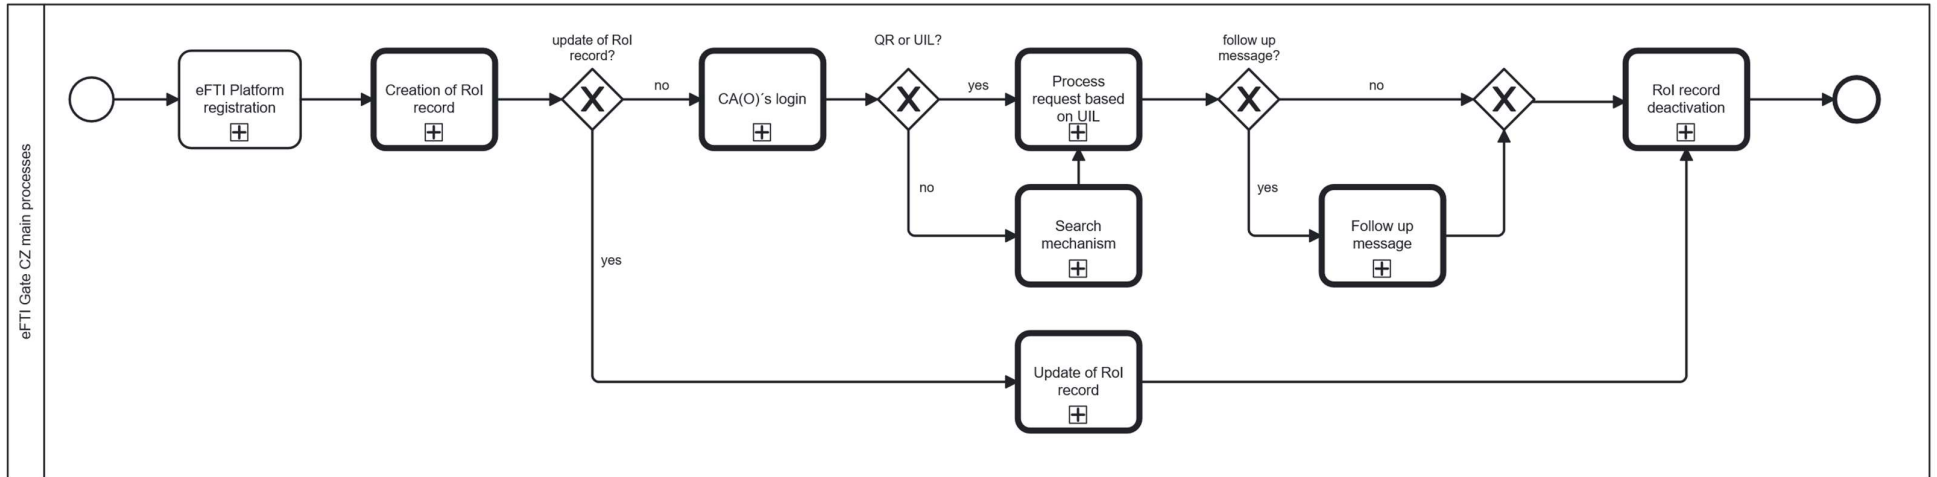 eFTI Gate CZ main processes
eFTI Platform
registration
Creation of RoI
record
update of RoI
record?
no
yes
CA(O)´s login
QR or UIL?
yes
no
Process
request based
on UIL
Search
mechanism
Update of RoI
record
follow up
message?
no
yes
Follow up
message
RoI record
deactivation